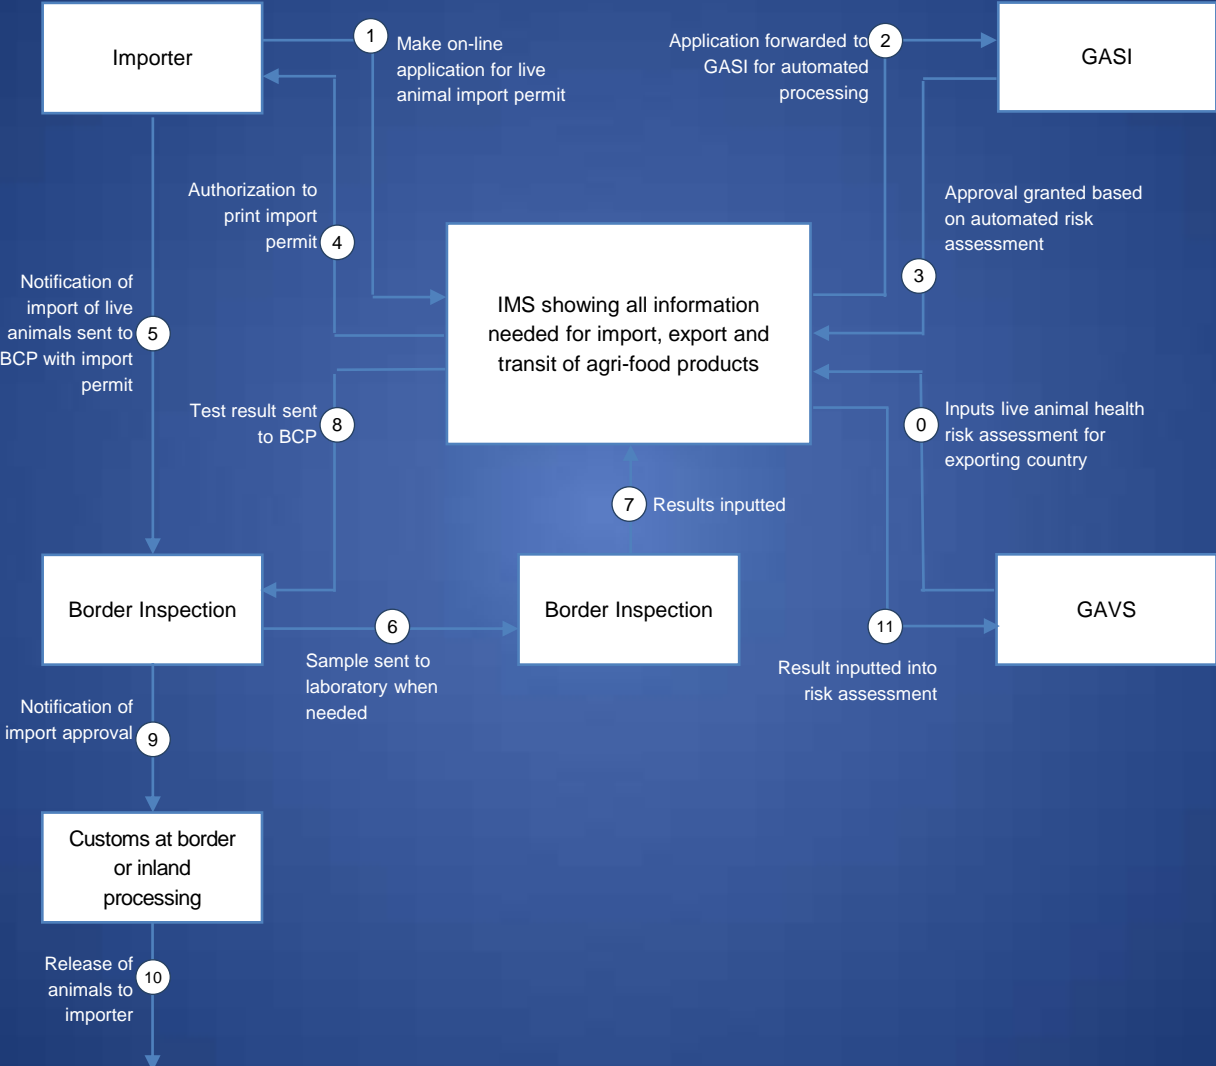 Importer
1
Make on-line
application for live
animal import permit
Application forwarded to
GASI for automated
processing
2
GASI
Authorization to
print import
permit
4
Approval granted based
on automated risk
assessment
3
Notification of
import of live
animals sent to
BCP with import
permit
5
IMS showing all information
needed for import, export and
transit of agri-food products
Test result sent
to BCP
8
0
Inputs live animal health
risk assessment for
exporting country
7
Results inputted
Border Inspection
6
Sample sent to
laboratory when
needed
Border Inspection
11
Result inputted into
risk assessment
GAVS
Notification of
import approval
9
Customs at border
or inland
processing
Release of
animals to
importer
10